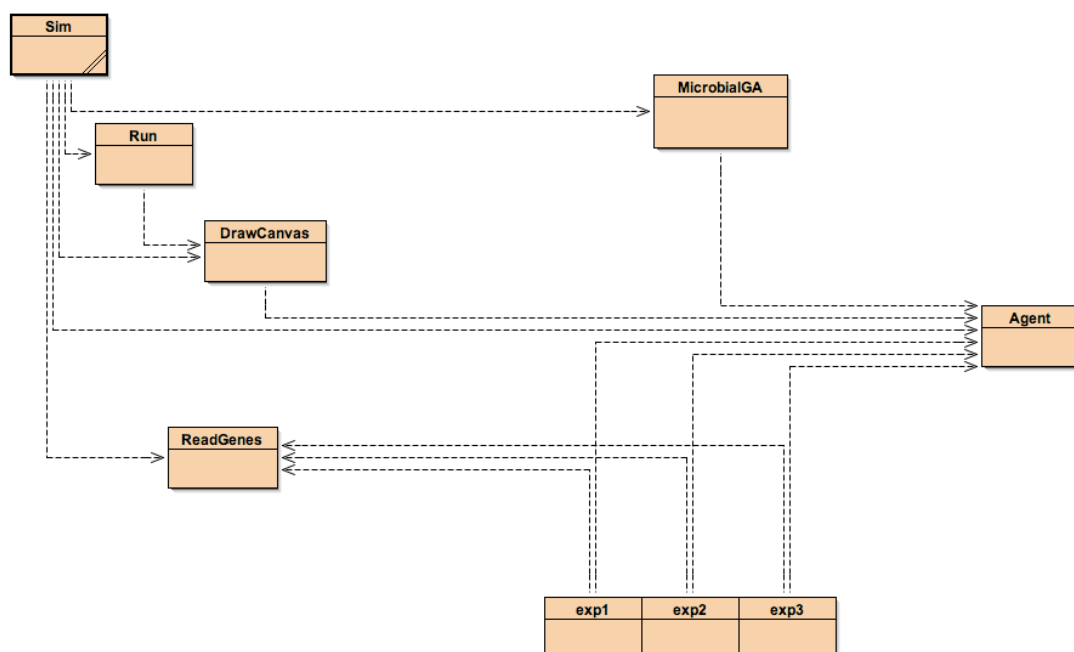 Sim
MicrobialGA
Run
DrawCanvas
Agent
ReadGenes
exp1
exp2
exp3